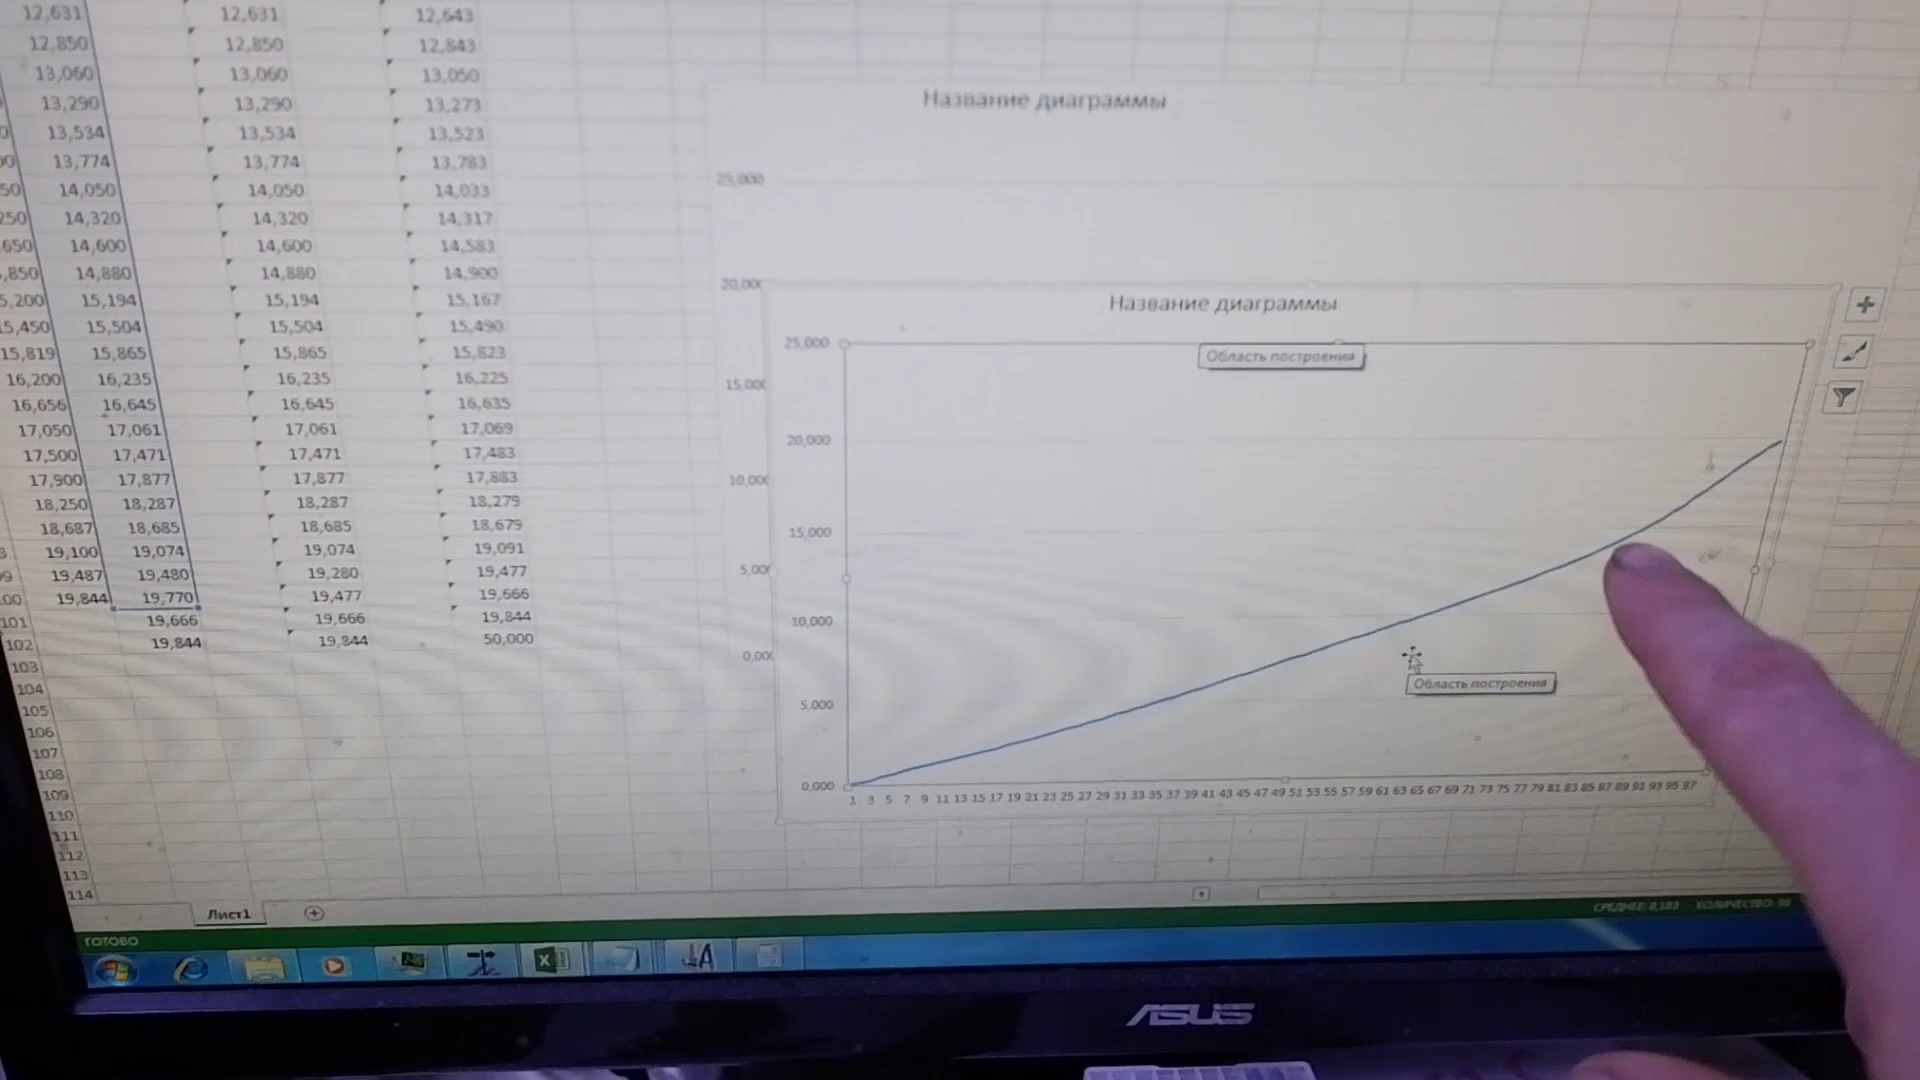 12,631 12,631 12,643
12,850 12,850 12,843
13,060 13,060 13,050
13,290 13,290 13,273
13,534 13,534 13,523
13,774 13,774 13,783
14,050 14,050 14,033
14,320 14,320 14,317
14,600 14,600 14,583
14,880 14,880 14,900
15,194 15,194 15,167
15,450 15,504 15,504 15,490
15,819 15,865 15,865 15,823
16,200 16,235 16,235 16,225
16,656 16,645 16,645 16,635
17,050 17,061 17,061 17,069
17,500 17,471 17,471 17,483
17,900 17,877 17,877 17,883
18,250 18,287 18,287 18,279
18,687 18,685 18,685 18,679
19,100 19,074 19,074 19,091
19,487 19,480 19,280 19,477
19,844 19,770 19,477 19,666
101 19,666 19,666 19,844
102 19,844 19,844 50,000
103
104
105
106
107
108
109
110
111
112
113
114
Название диаграммы
25,000
20,000
15,000
10,000
5,000
0,000
Название диаграммы
Область построения
25,000
20,000
15,000
10,000
5,000
0,000
Область построения
1 3 5 7 9 11 13 15 17 19 21 23 25 27 29 31 33 35 37 39 41 43 45 47 49 51 53 55 57 59 61 63 65 67 69 71 73 75 77 79 81 83 85 87 89 91 93 95 97
Лист1
ГОТОВО
СРЕДНЕЕ: 8,183 КОЛИЧЕСТВО: 98
ASUS